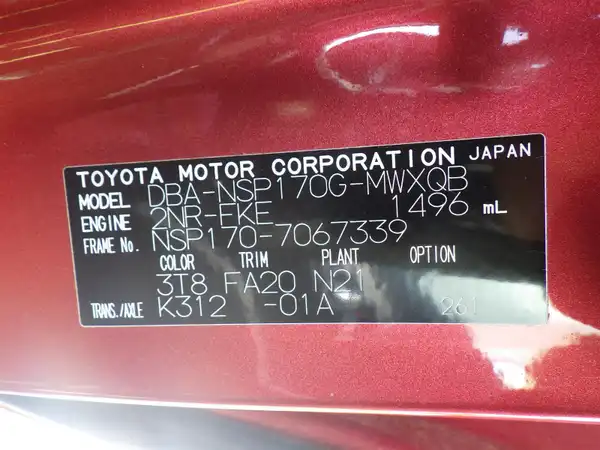 TOYOTA MOTOR CORPORATION JAPAN
MODEL DBA-NSP170G-MWXQB
ENGINE 2NR-FKE 1496 mL
FRAME No. NSP170-7067339
COLOR TRIM PLANT OPTION
3T8 FA20 N21
TRANS./AXLE K312 -01A 261